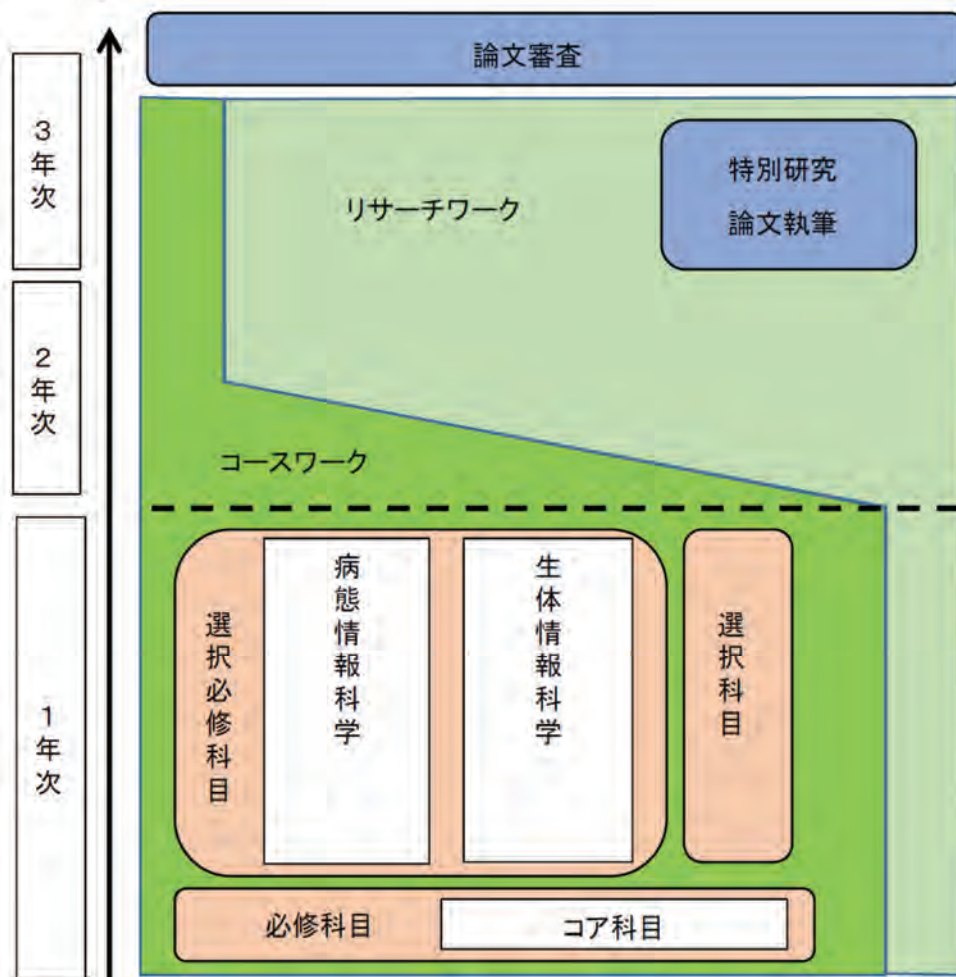 論文審査
3年次
特別研究
論文執筆
リサーチワーク
2年次
コースワーク
1年次
選択必修科目
病態情報科学
生体情報科学
選択科目
必修科目
コア科目